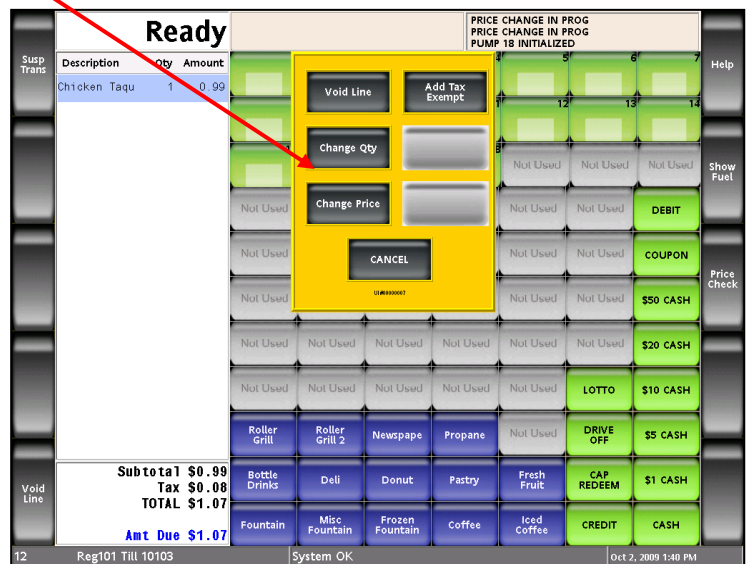 Ready
PRICE CHANGE IN PROG
PRICE CHANGE IN PROG
PUMP 18 INITIALIZED
Susp
Trans
Description Qty Amount
Chicken Taqu 1 0.99
Void Line
Add Tax
Exempt
Change Qty
Change Price
CANCEL
UI#0000000?
5 6 7
12 13 14
Help
Not Used Not Used Not Used
Show
Fuel
Not Used Not Used Not Used DEBIT
Not Used Not Used Not Used COUPON
Price
Check
Not Used Not Used Not Used $50 CASH
Not Used Not Used Not Used Not Used Not Used Not Used $20 CASH
Not Used Not Used Not Used Not Used Not Used LOTTO $10 CASH
Roller
Grill
Roller
Grill 2
Newspape
Propane
Not Used
DRIVE
OFF
$5 CASH
Void
Line
Subtotal $0.99
Tax $0.08
TOTAL $1.07
Amt Due $1.07
Bottle
Drinks
Deli
Donut
Pastry
Fresh
Fruit
CAP
REDEEM
$1 CASH
Fountain
Misc
Fountain
Frozen
Fountain
Coffee
Iced
Coffee
CREDIT
CASH
12 Reg101 Till 10103 System OK Oct 2, 2009 1:40 PM